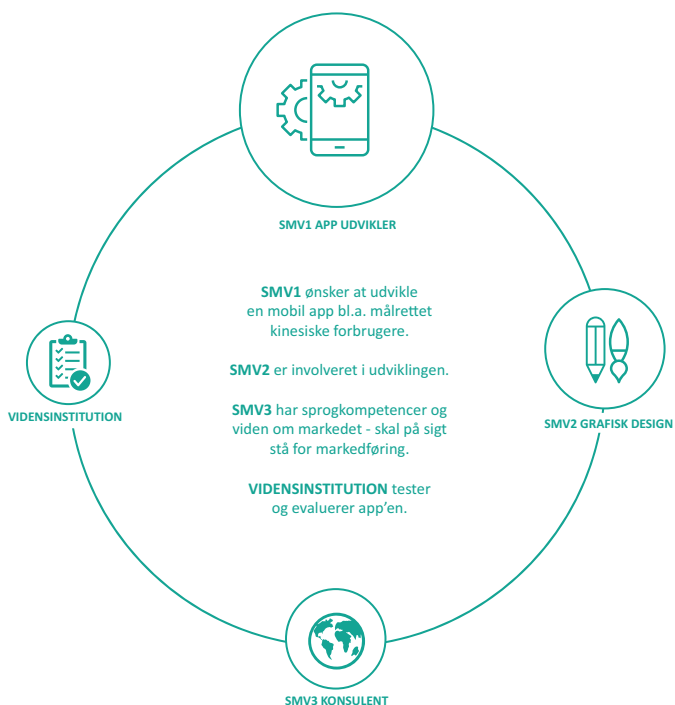 SMV1 APP UDVIKLER
SMV1 ønsker at udvikle
en mobil app bl.a. målrettet
kinesiske forbrugere.
SMV2 er involveret i udviklingen.
SMV3 har sprogkompetencer og
viden om markedet - skal på sigt
stå for markedføring.
VIDENSINSTITUTION tester
og evaluerer app'en.
VIDENSINSTITUTION
SMV2 GRAFISK DESIGN
SMV3 KONSULENT